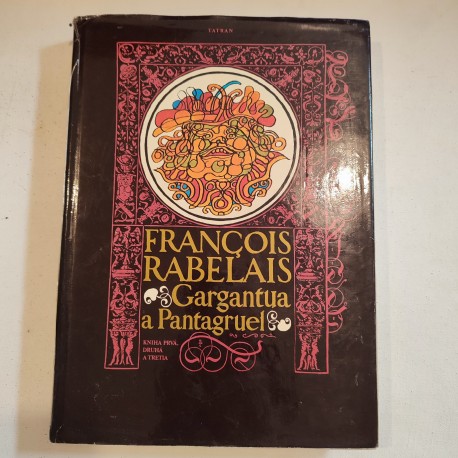 TATRAN
FRANÇOIS
RABELAIS
Gargantua
a Pantagruel
KNIHA PRVÁ,
DRUHÁ
A TRETIA